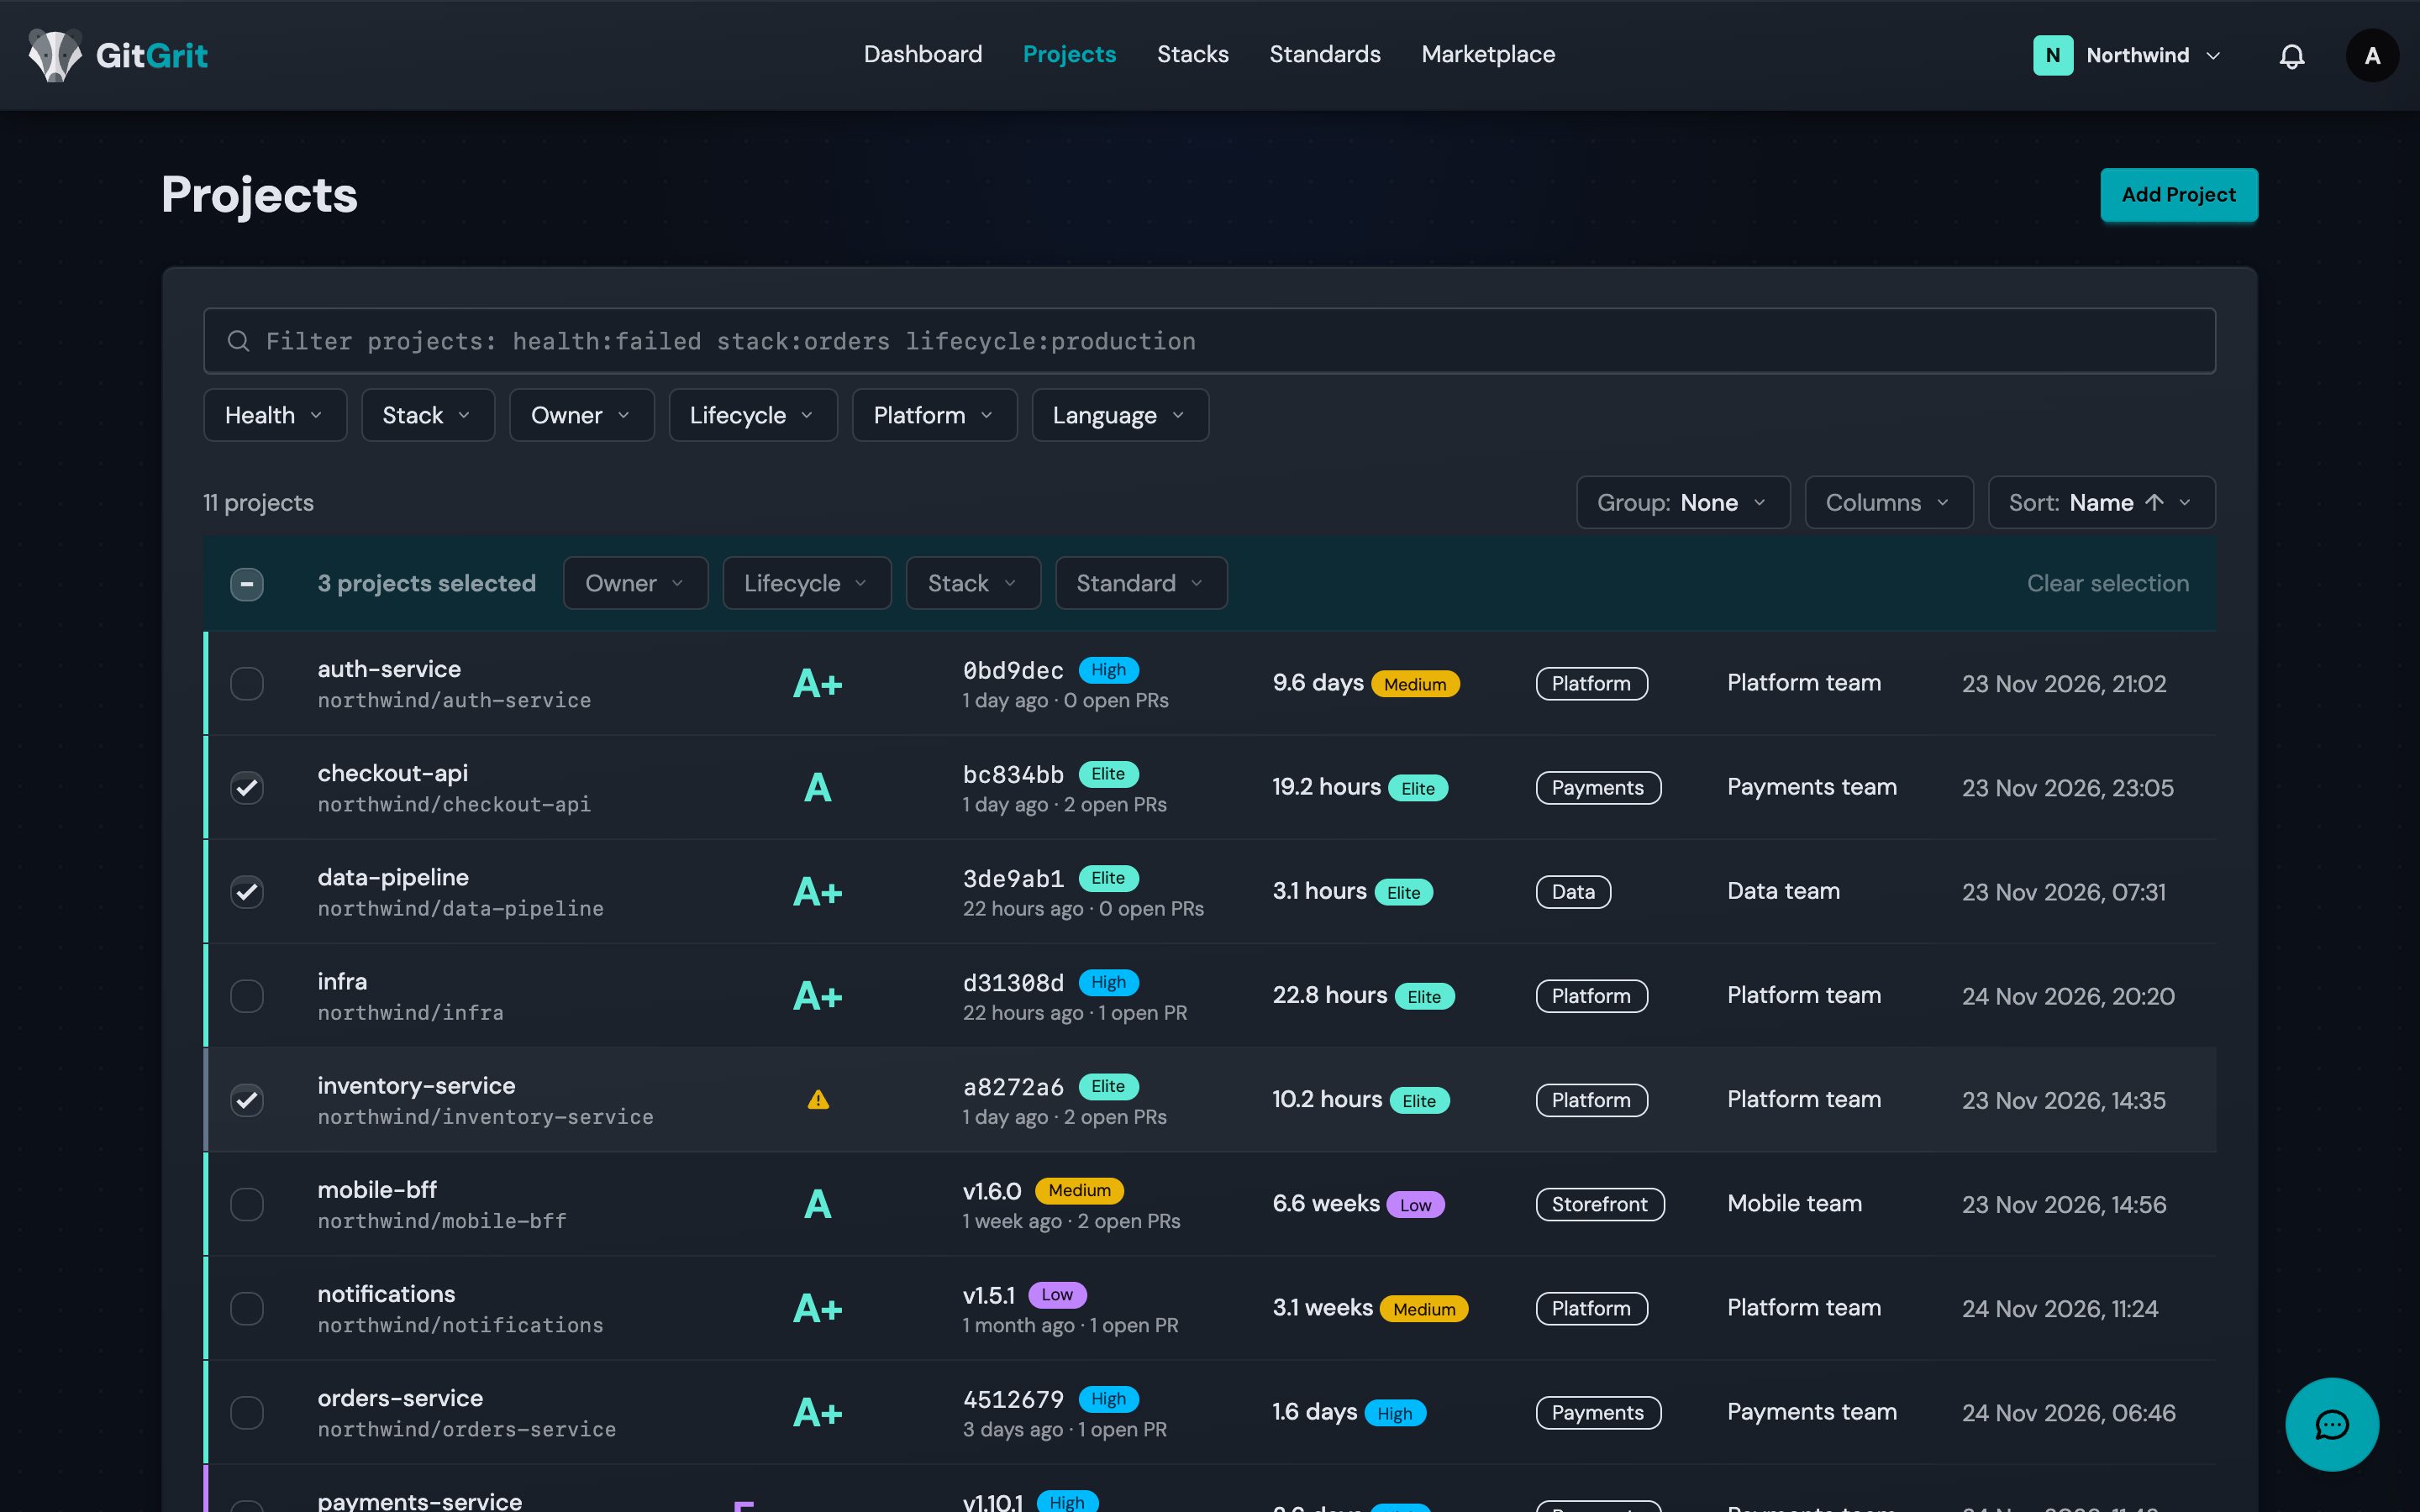 GitGrit
Dashboard Projects Stacks Standards Marketplace
N Northwind
A
Projects
Add Project
Filter projects: health:failed stack:orders lifecycle:production
Health Stack Owner Lifecycle Platform Language
11 projects
Group: None Columns Sort: Name ↑
3 projects selected Owner Lifecycle Stack Standard Clear selection
auth-service
northwind/auth-service
A+
0bd9dec High
1 day ago · 0 open PRs
9.6 days Medium
Platform
Platform team
23 Nov 2026, 21:02
checkout-api
northwind/checkout-api
A
bc834bb Elite
1 day ago · 2 open PRs
19.2 hours Elite
Payments
Payments team
23 Nov 2026, 23:05
data-pipeline
northwind/data-pipeline
A+
3de9ab1 Elite
22 hours ago · 0 open PRs
3.1 hours Elite
Data
Data team
23 Nov 2026, 07:31
infra
northwind/infra
A+
d31308d High
22 hours ago · 1 open PR
22.8 hours Elite
Platform
Platform team
24 Nov 2026, 20:20
inventory-service
northwind/inventory-service
a8272a6 Elite
1 day ago · 2 open PRs
10.2 hours Elite
Platform
Platform team
23 Nov 2026, 14:35
mobile-bff
northwind/mobile-bff
A
v1.6.0 Medium
1 week ago · 2 open PRs
6.6 weeks Low
Storefront
Mobile team
23 Nov 2026, 14:56
notifications
northwind/notifications
A+
v1.5.1 Low
1 month ago · 1 open PR
3.1 weeks Medium
Platform
Platform team
24 Nov 2026, 11:24
orders-service
northwind/orders-service
A+
4512679 High
3 days ago · 1 open PR
1.6 days High
Payments
Payments team
24 Nov 2026, 06:46
payments-service
v1.10.1 High